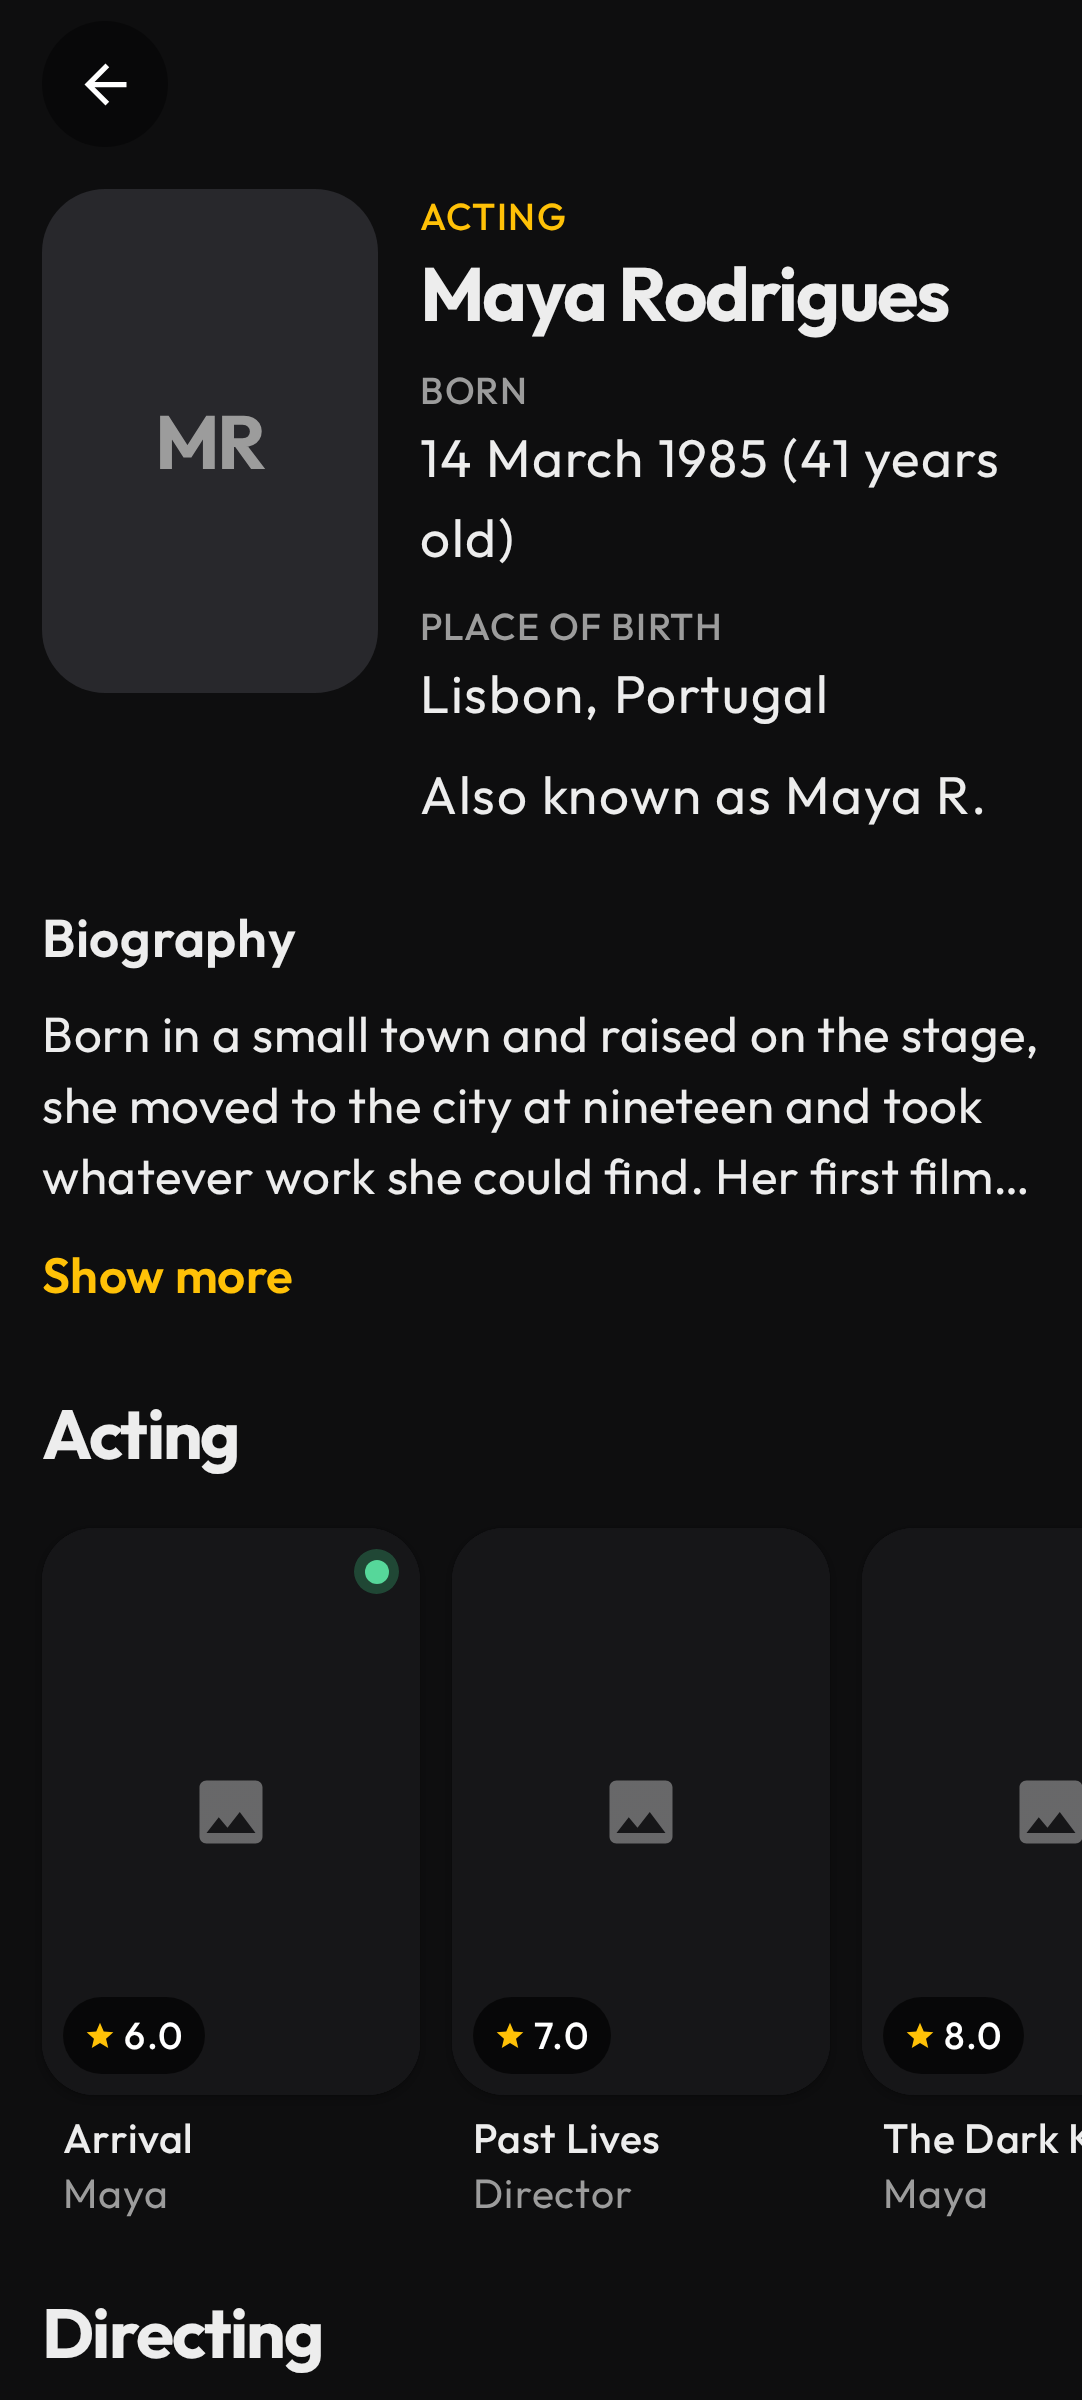 ACTING
Maya Rodrigues
MR
BORN
14 March 1985 (41 years
old)
PLACE OF BIRTH
Lisbon, Portugal
Also known as Maya R.
Biography
Born in a small town and raised on the stage,
she moved to the city at nineteen and took
whatever work she could find. Her first film…
Show more
Acting
6.0
7.0
8.0
Arrival
Past Lives
The Dark
Maya
Director
Maya
Directing